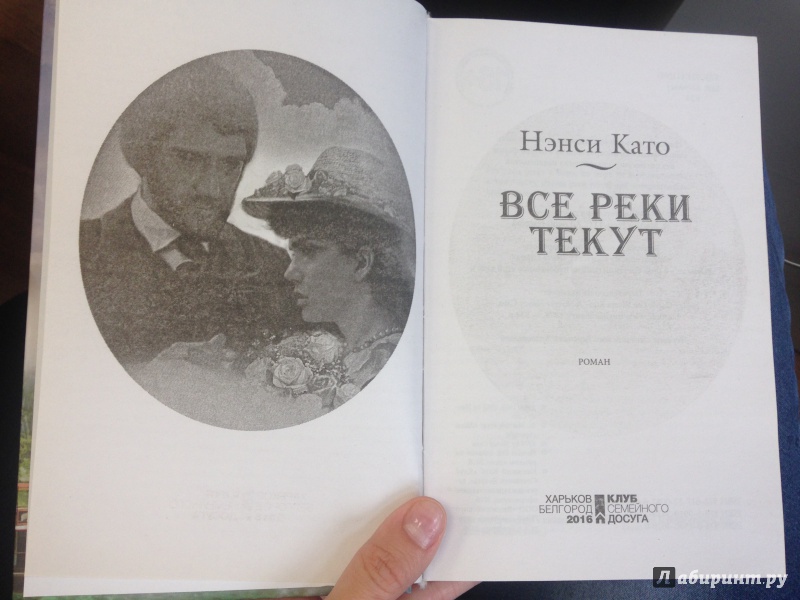 Нэнси Като
ВСЕ РЕКИ
ТЕКУТ
РОМАН
ХАРЬКОВ КЛУБ
БЕЛГОРОД СЕМЕЙНОГО
2016 ДОСУГА
Лабиринт.ру